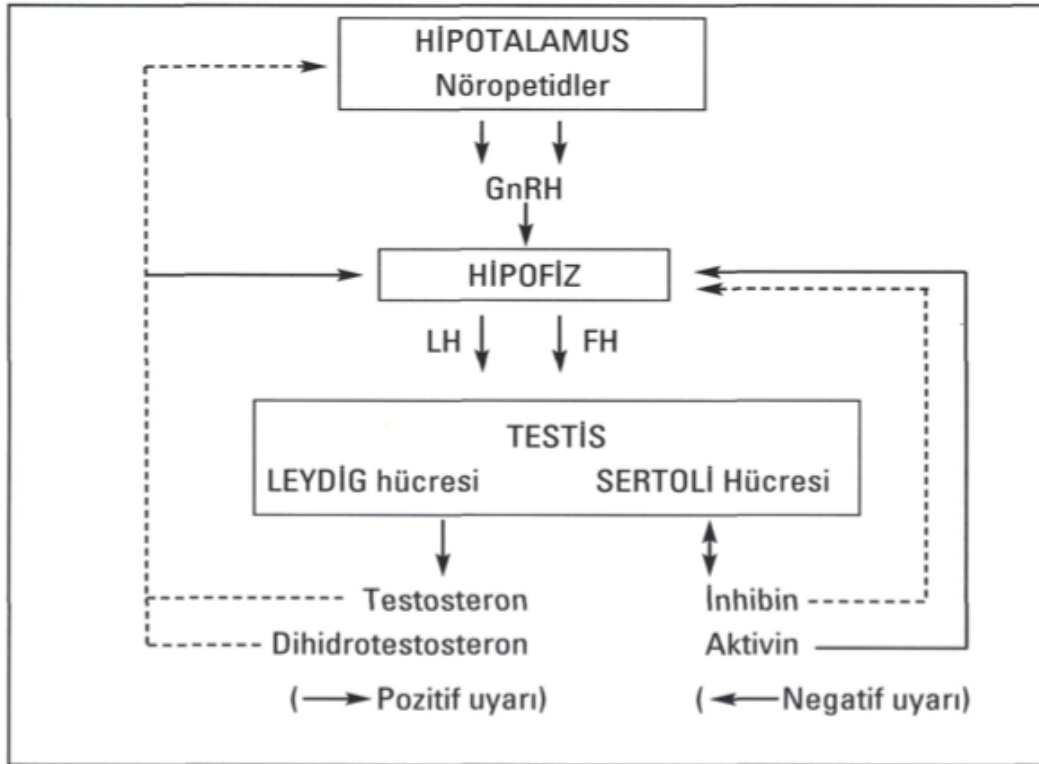 HİPOTALAMUS
Nöropetidler
GnRH
HİPOFİZ
LH FH
TESTİS
LEYDİG hücresi SERTOLİ Hücresi
Testosteron İnhibin
Dihidrotestosteron Aktivin
(→ Pozitif uyarı) (← Negatif uyarı)